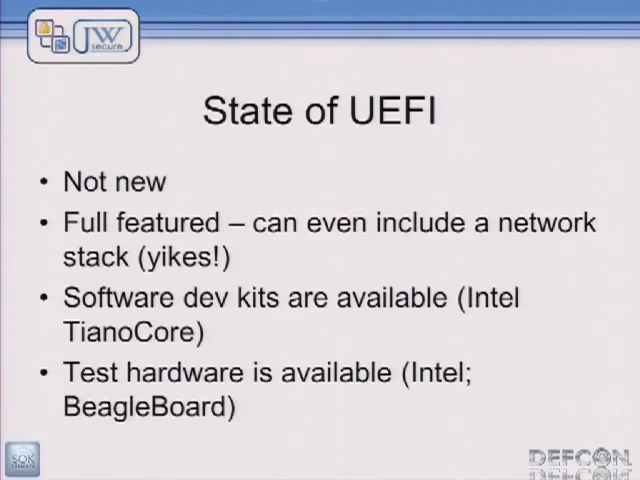 JW
secure
State of UEFI
• Not new
• Full featured – can even include a network
stack (yikes!)
• Software dev kits are available (Intel
TianoCore)
• Test hardware is available (Intel;
BeagleBoard)
SOK
DEFCON